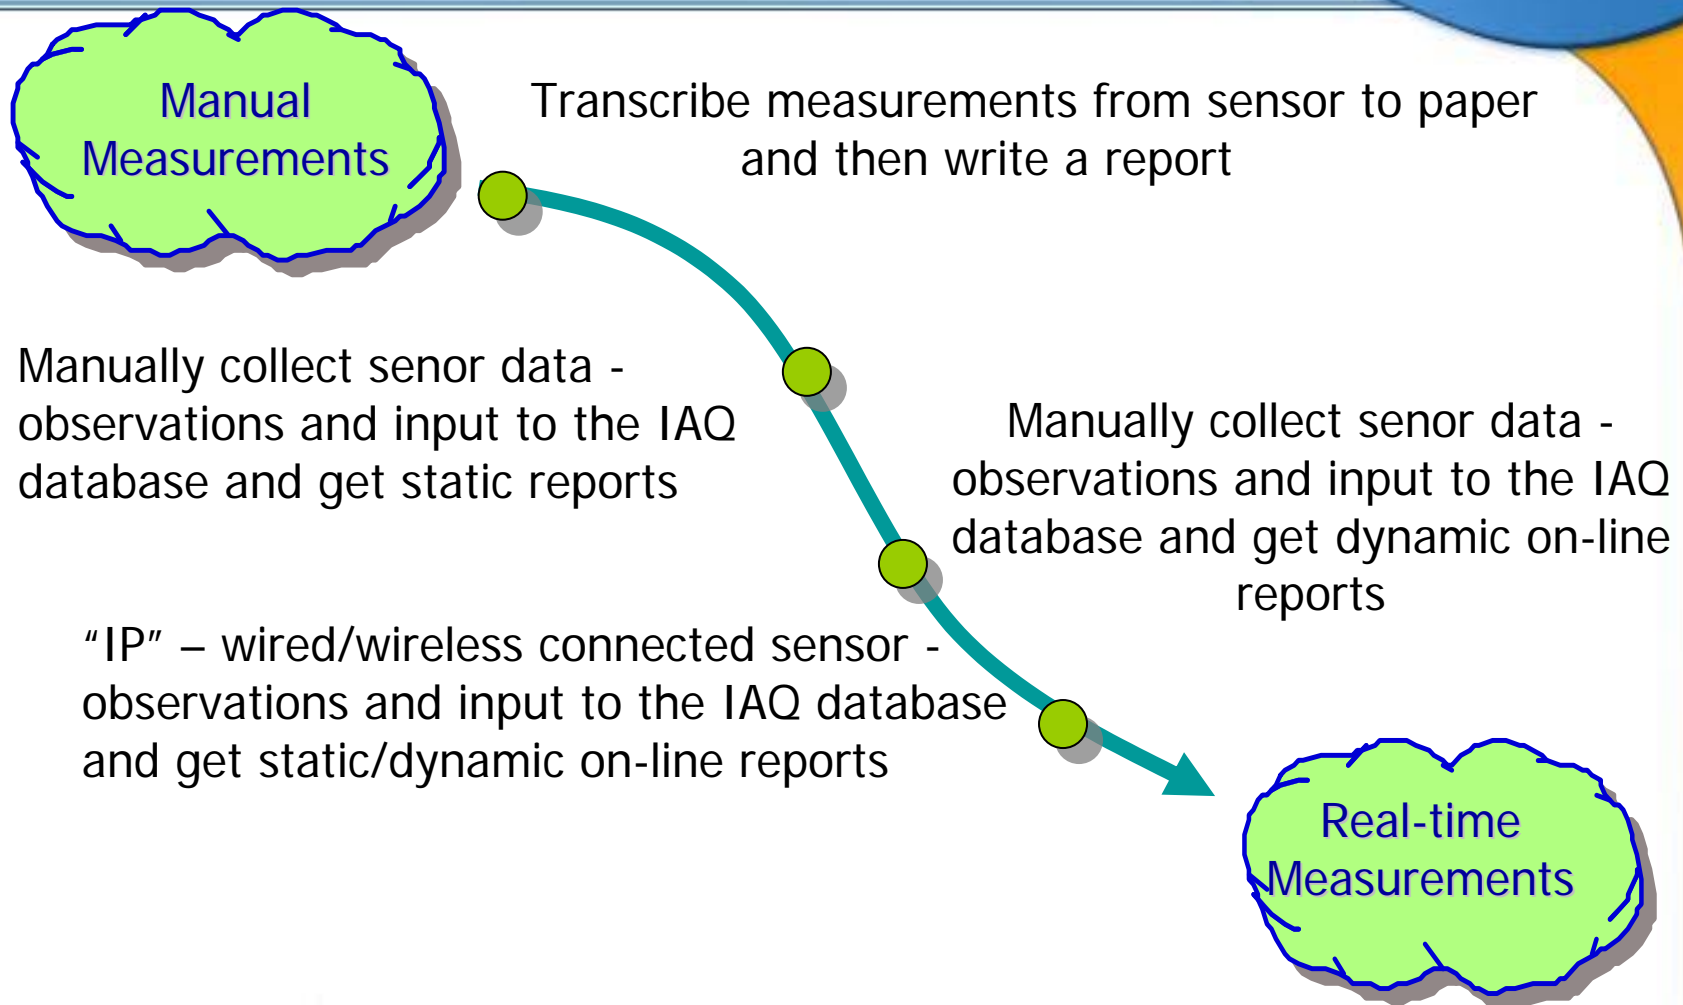 Manual
Measurements
Transcribe measurements from sensor to paper
and then write a report
Manually collect senor data -
observations and input to the IAQ
database and get static reports
Manually collect senor data -
observations and input to the IAQ
database and get dynamic on-line
reports
“IP” – wired/wireless connected sensor -
observations and input to the IAQ database
and get static/dynamic on-line reports
Real-time
Measurements